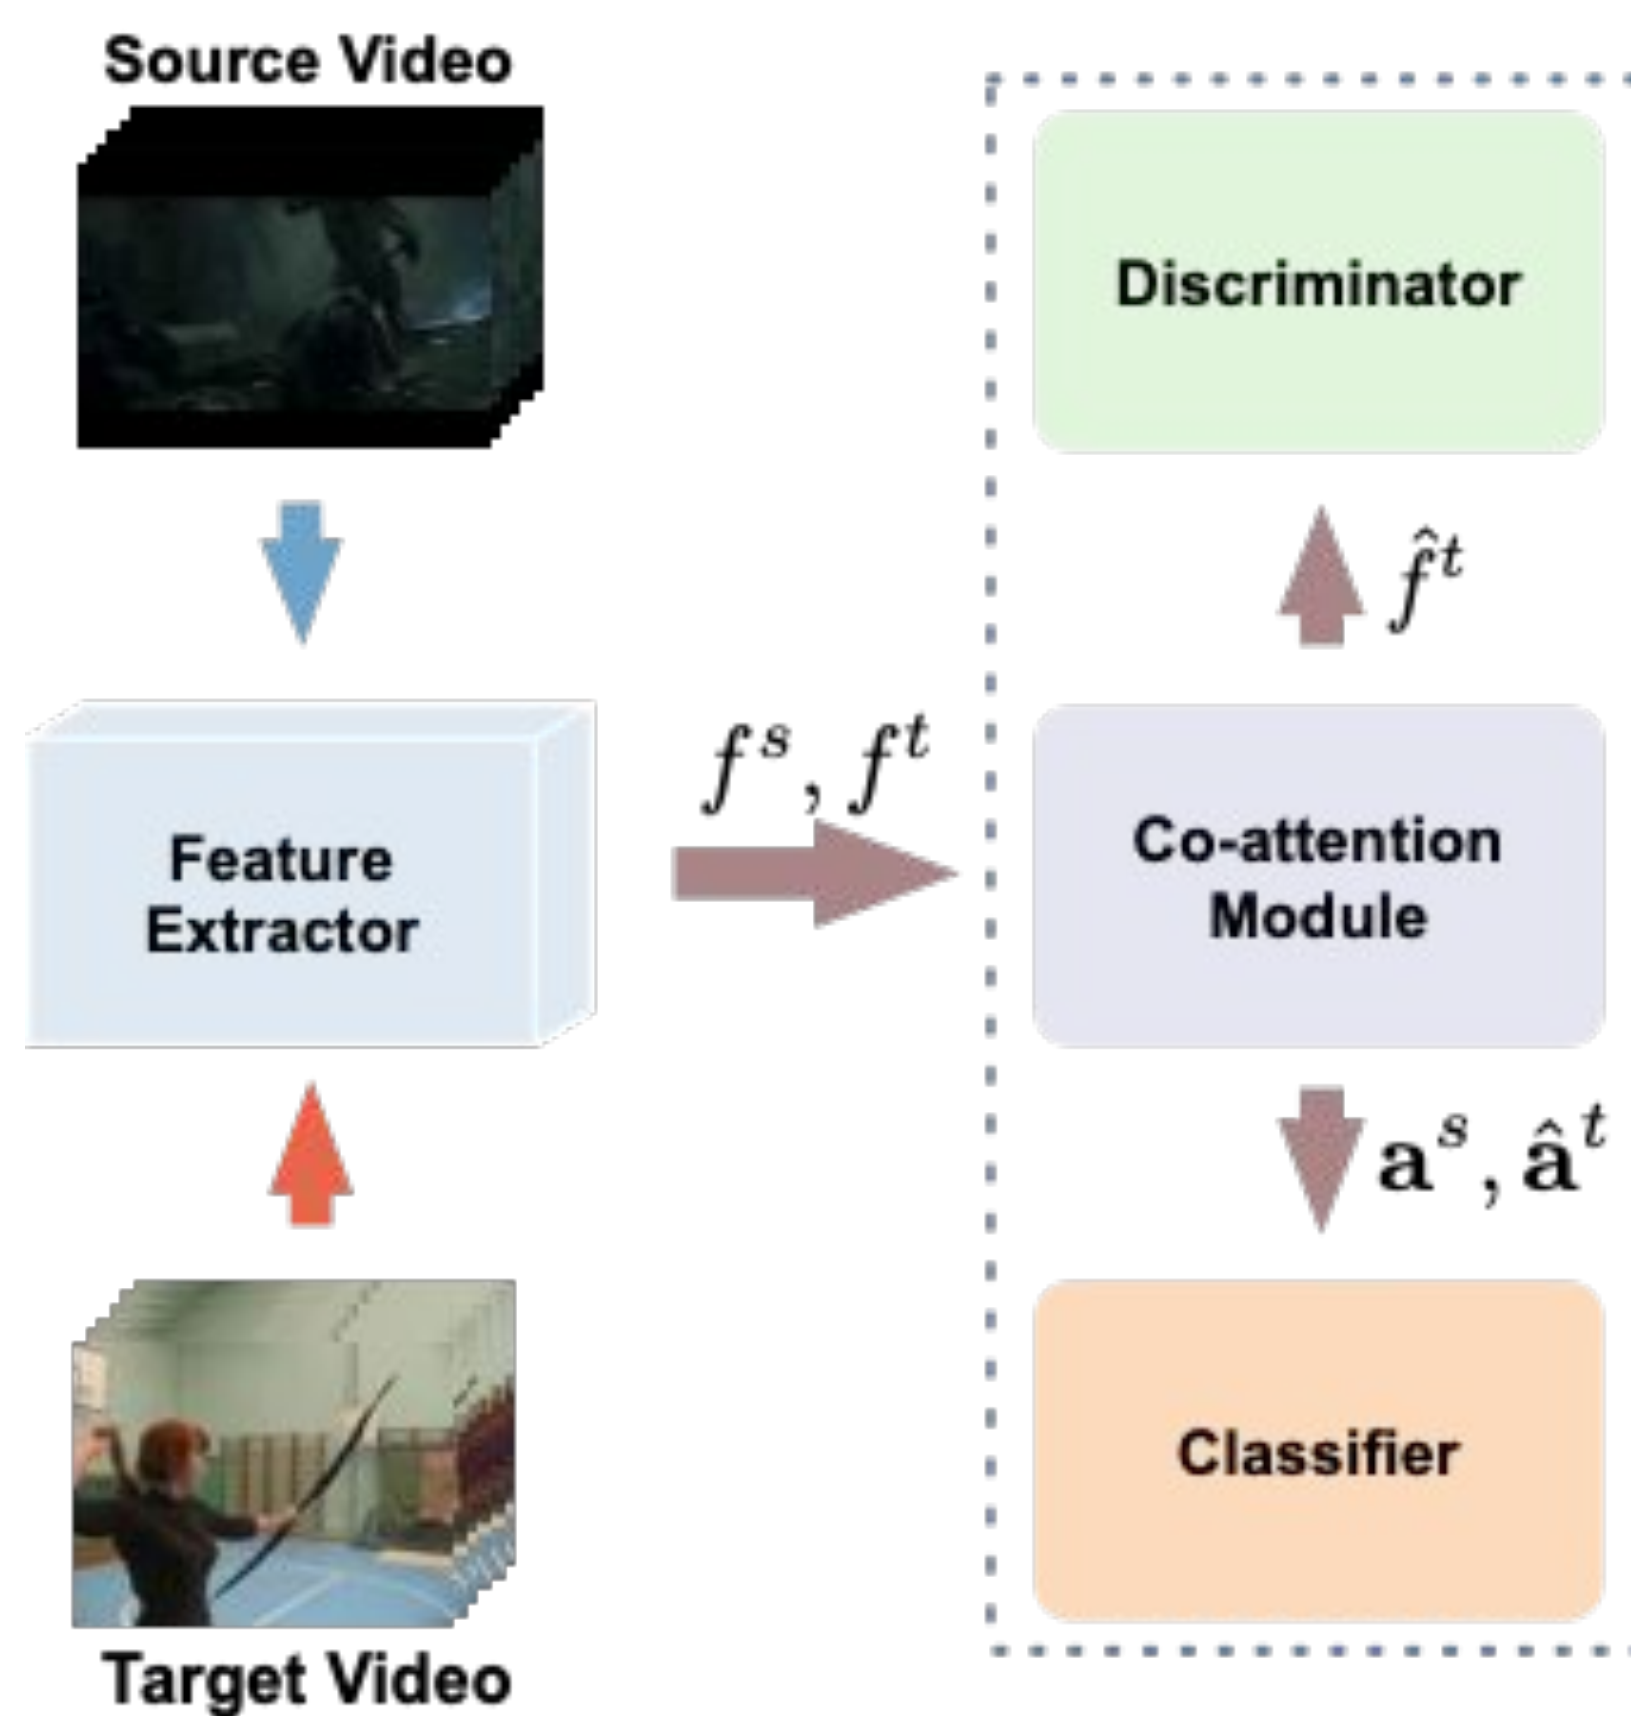 Source Video
Discriminator
f̂ᵗ
fˢ, fᵗ
Feature
Extractor
Co-attention
Module
𝐚ˢ, 𝐚̂ᵗ
Classifier
Target Video